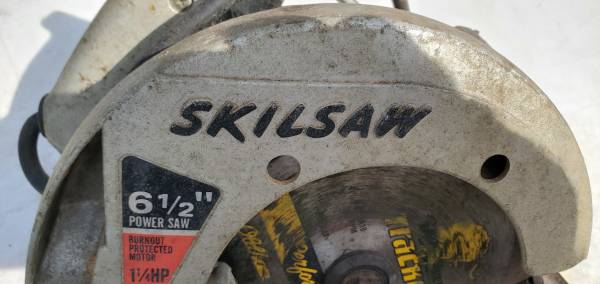 SKILSAW
6 1/2"
POWER SAW
BURNOUT
PROTECTED
MOTOR
1 1/4 HP